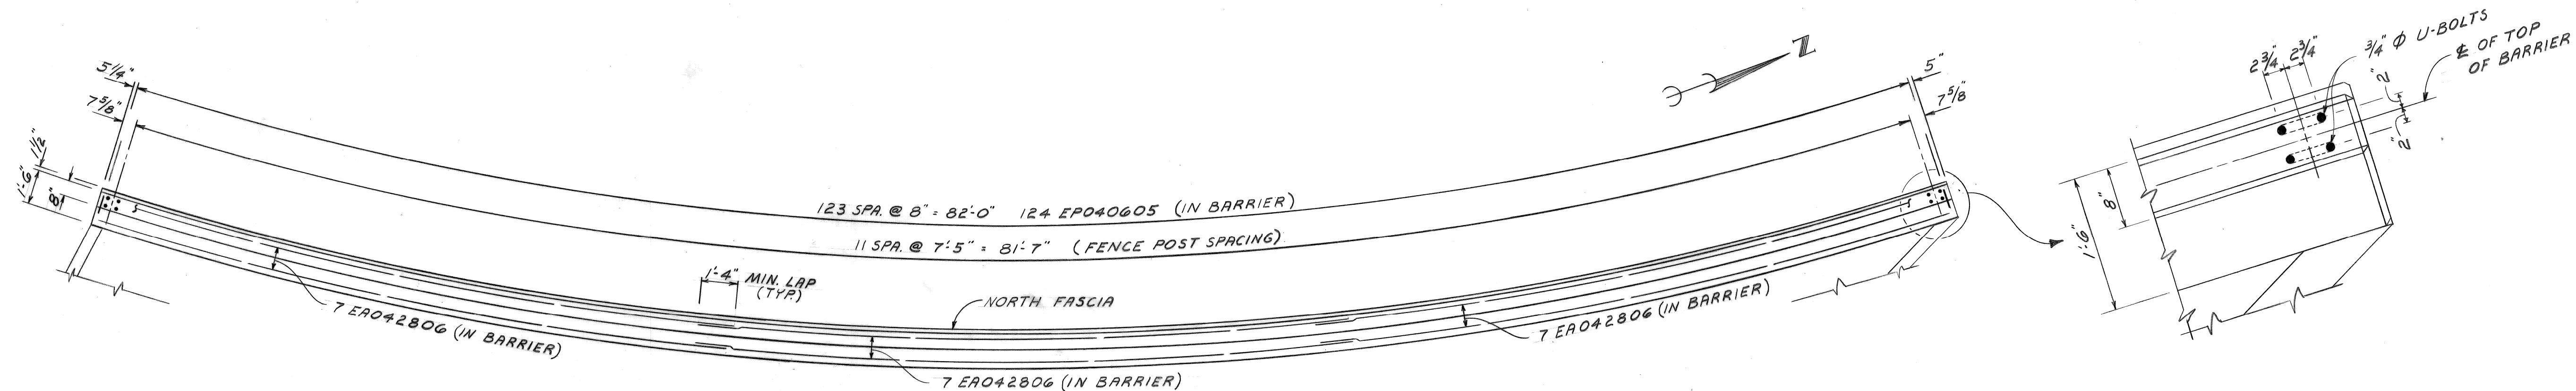 5 1/4"
7 5/8"
1 1/2"
1'-6"
8"
123 SPA. @ 8" = 82'-0" 124 EP040605 (IN BARRIER)
11 SPA. @ 7'-5" = 81'-7" (FENCE POST SPACING)
1'-4" MIN. LAP
(TYP.)
NORTH FASCIA
7 EA042806 (IN BARRIER)
7 EA042806 (IN BARRIER)
7 EA042806 (IN BARRIER)
N
5"
7 5/8"
2 3/4"
2 3/4"
3/4" Φ U-BOLTS
℄ OF TOP
OF BARRIER
2"
2"
8"
1'-6"